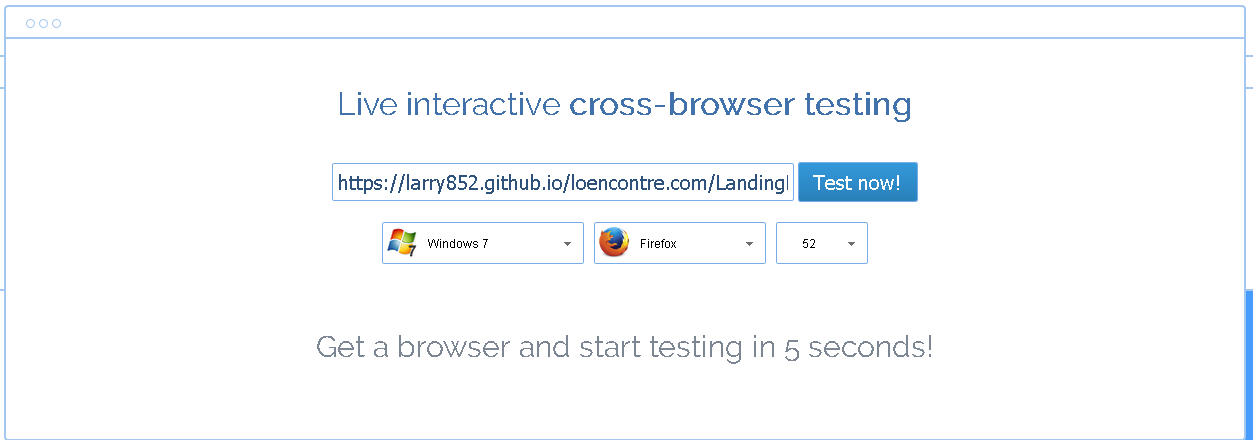 Live interactive cross-browser testing
https://larry852.github.io/loencontre.com/Landing Test now!
Windows 7 Firefox 52
Get a browser and start testing in 5 seconds!